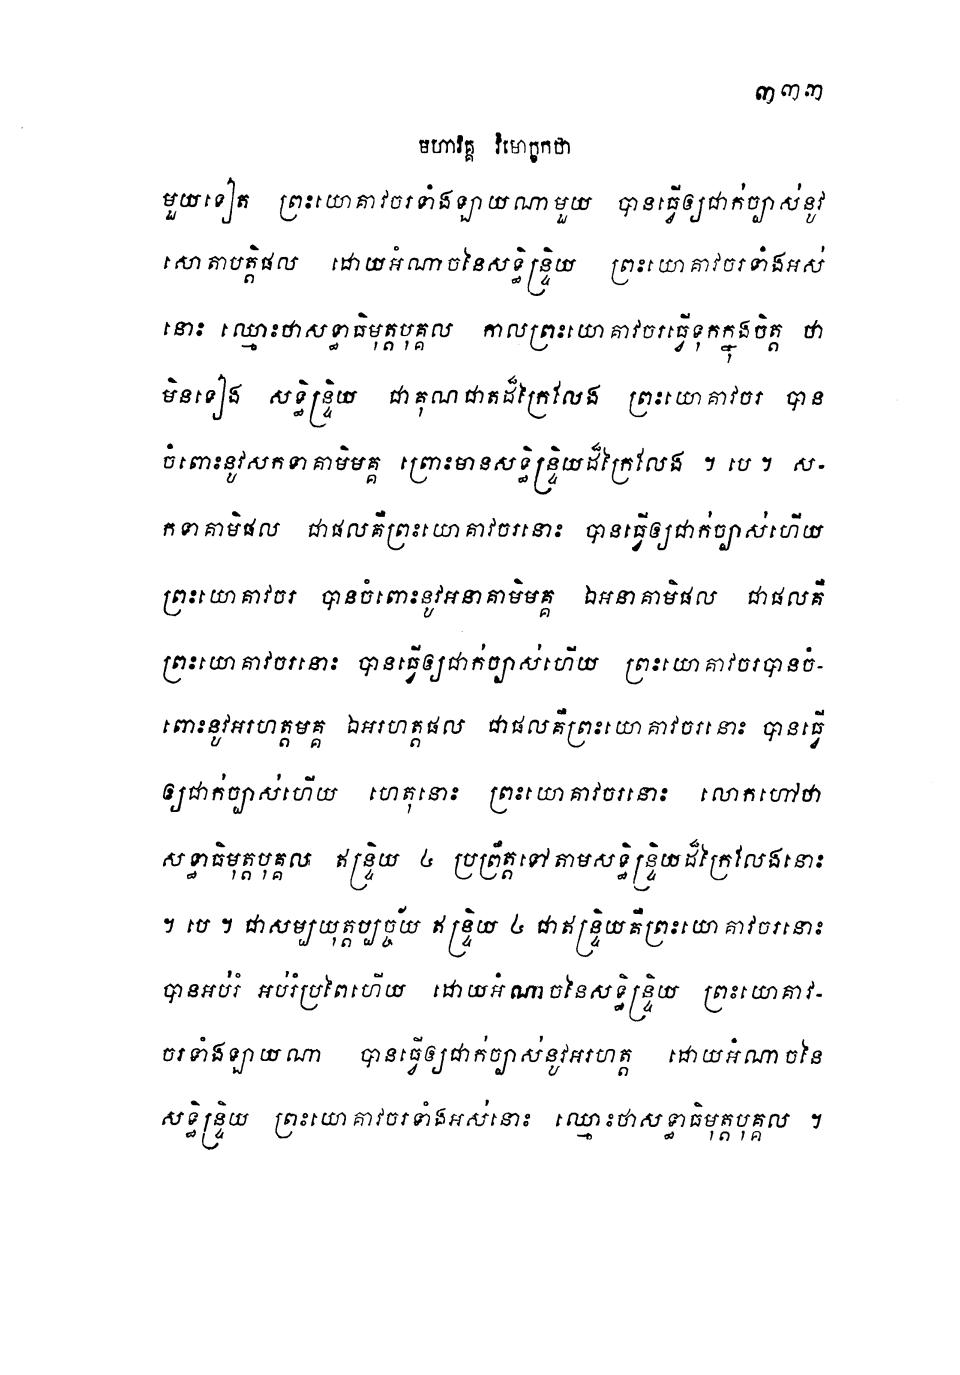 ៣៣៣
មហាវគ្គ វិមោក្ខកថា
មួយទៀត ព្រះយោគាវចរទាំងឡាយណាមួយ បានធ្វើឲ្យជាក់ច្បាស់នូវ
សោតាបត្តិផល ដោយអំណាចនៃសទ្ធិន្ទ្រិយ ព្រះយោគាវចរទាំងអស់
នោះ ឈ្មោះថាសទ្ធាធិមុត្តបុគ្គល កាលព្រះយោគាវចរធ្វើទុកក្នុងចិត្ត ថា
មិនទៀង សទ្ធិន្ទ្រិយ ជាគុណជាតដ៏ក្រៃលែង ព្រះយោគាវចរ បាន
ចំពោះនូវសកទាគាមិមគ្គ ព្រោះមានសទ្ធិន្ទ្រិយដ៏ក្រៃលែង ។ បេ ។ ស-
កទាគាមិផល ជាផលគឺព្រះយោគាវចរនោះ បានធ្វើឲ្យជាក់ច្បាស់ហើយ
ព្រះយោគាវចរ បានចំពោះនូវអនាគាមិមគ្គ ឯអនាគាមិផល ជាផលគឺ
ព្រះយោគាវចរនោះ បានធ្វើឲ្យជាក់ច្បាស់ហើយ ព្រះយោគាវចរបានចំ-
ពោះនូវអរហត្តមគ្គ ឯអរហត្តផល ជាផលគឺព្រះយោគាវចរនោះ បានធ្វើ
ឲ្យជាក់ច្បាស់ហើយ ហេតុនោះ ព្រះយោគាវចរនោះ លោកហៅថា
សទ្ធាធិមុត្តបុគ្គល ឥន្ទ្រិយ ៤ ប្រព្រឹត្តទៅតាមសទ្ធិន្ទ្រិយដ៏ក្រៃលែងនោះ
។ បេ ។ ជាសម្បយុត្តប្បច្ច័យ ឥន្ទ្រិយ ៤ ជាឥន្ទ្រិយគឺព្រះយោគាវចរនោះ
បានអប់រំ អប់រំប្រពៃហើយ ដោយអំណាចនៃសទ្ធិន្ទ្រិយ ព្រះយោគាវ-
ចរទាំងឡាយណា បានធ្វើឲ្យជាក់ច្បាស់នូវអរហត្ត ដោយអំណាចនៃ
សទ្ធិន្ទ្រិយ ព្រះយោគាវចរទាំងអស់នោះ ឈ្មោះថាសទ្ធាធិមុត្តបុគ្គល ។